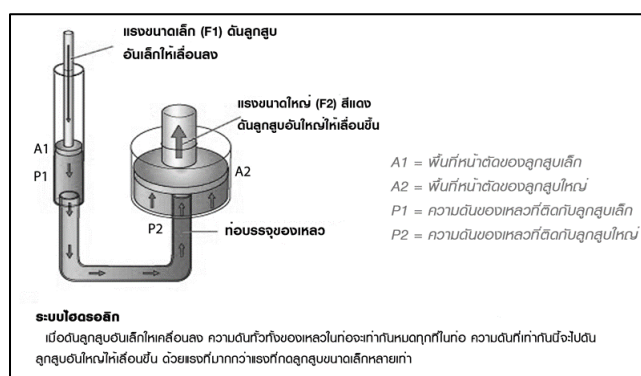 แรงขนาดเล็ก (F1) ดันลูกสูบ
อันเล็กให้เลื่อนลง
แรงขนาดใหญ่ (F2) สีแดง
ดันลูกสูบอันใหญ่ให้เลื่อนขึ้น
A1
P1
A2
P2
ท่อบรรจุของเหลว
A1 = พื้นที่หน้าตัดของลูกสูบเล็ก
A2 = พื้นที่หน้าตัดของลูกสูบใหญ่
P1 = ความดันของเหลวที่ติดกับลูกสูบเล็ก
P2 = ความดันของเหลวที่ติดกับลูกสูบใหญ่
ระบบไฮดรอลิก
เมื่อดันลูกสูบอันเล็กให้เคลื่อนลง ความดันทั่วทั้งของเหลวในท่อจะเท่ากันหมดทุกที่ในท่อ ความดันที่เท่ากันนี้จะไปดัน
ลูกสูบอันใหญ่ให้เลื่อนขึ้น ด้วยแรงที่มากกว่าแรงที่กดลูกสูบขนาดเล็กหลายเท่า